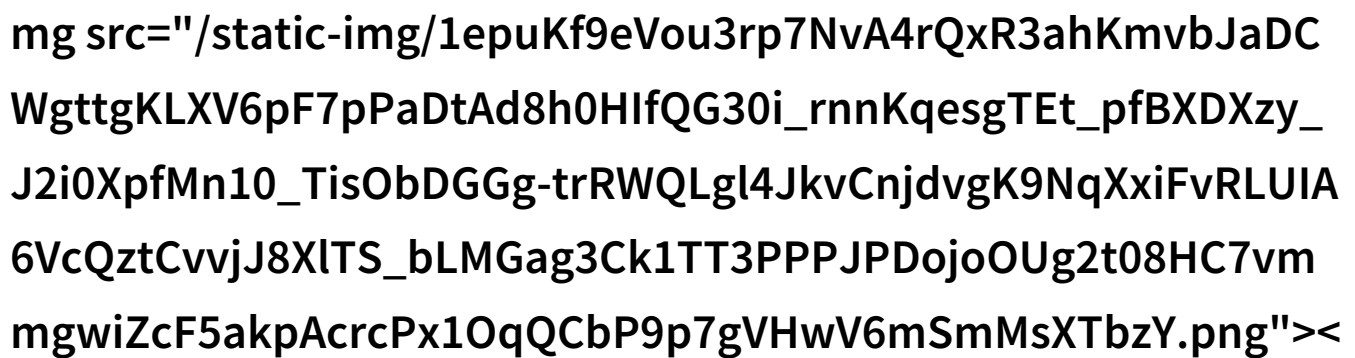 mg src="/static-img/1epuKf9eVou3rp7NvA4rQxR3ahKmvbJaDC
WgttgKLXV6pF7pPaDtAd8h0HIfQG30i_rnnKqesgTEt_pfBXDXzy_
J2i0XpfMn10_TisObDGGg-trRWQLgl4JkvCnjdvgK9NqXxiFvRLUIA
6VcQztCvvjJ8XlTS_bLMGag3Ck1TT3PPPJPDojoOUg2t08HC7vm
mgwiZcF5akpAcrcPx1OqQCbP9p7gVHwV6mSmMsXTbzY.png"><